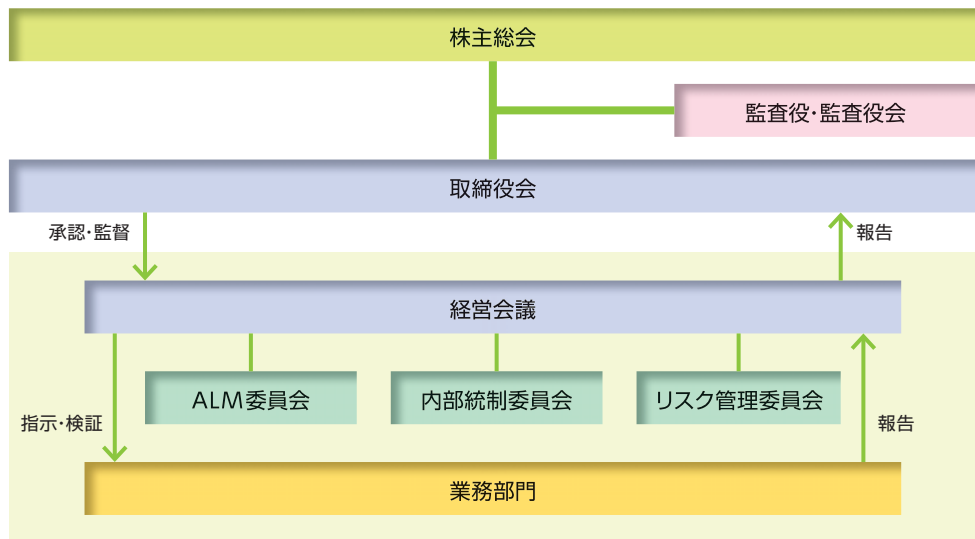 株主総会
監査役・監査役会
取締役会
承認・監督
報告
経営会議
ALM委員会
内部統制委員会
リスク管理委員会
指示・検証
報告
業務部門